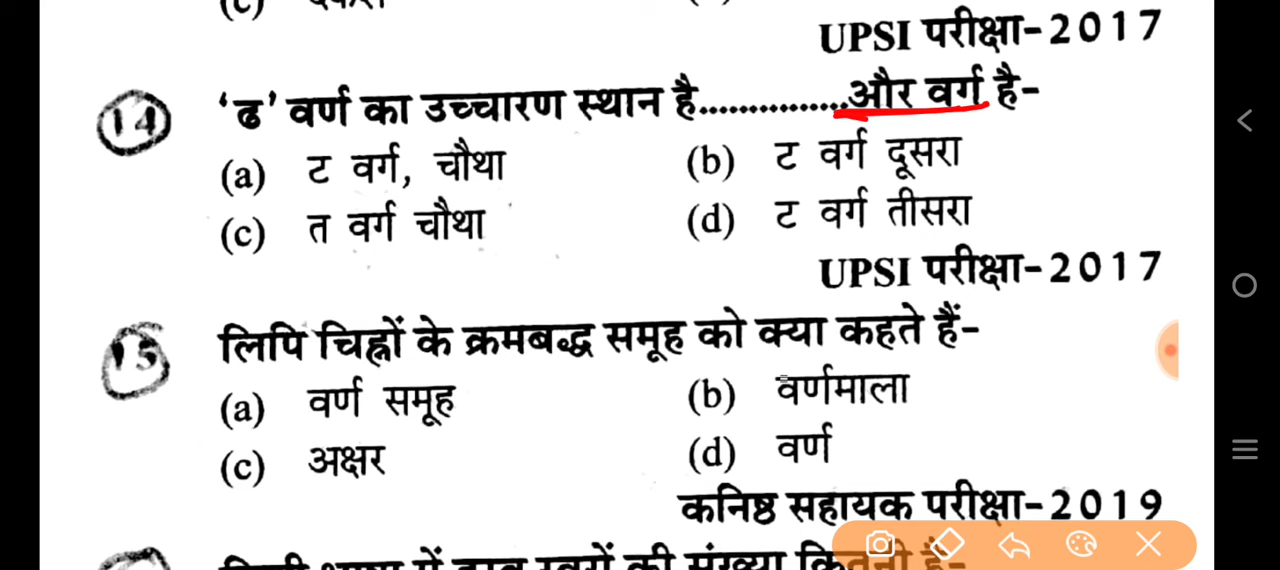 (c)
UPSI परीक्षा-2017
14 'ढ' वर्ण का उच्चारण स्थान है...............और वर्ग है-
(a) ट वर्ग, चौथा (b) ट वर्ग दूसरा
(c) त वर्ग चौथा (d) ट वर्ग तीसरा
UPSI परीक्षा-2017
15 लिपि चिह्नों के क्रमबद्ध समूह को क्या कहते हैं-
(a) वर्ण समूह (b) वर्णमाला
(c) अक्षर (d) वर्ण
कनिष्ठ सहायक परीक्षा-2019
की संख्या कितनी है-